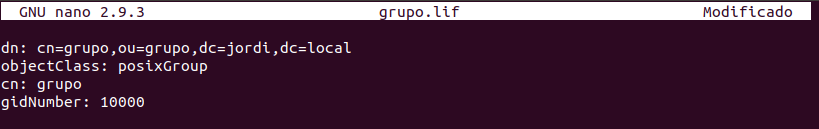 GNU nano 2.9.3 grupo.lif Modificado
dn: cn=grupo,ou=grupo,dc=jordi,dc=local
objectClass: posixGroup
cn: grupo
gidNumber: 10000